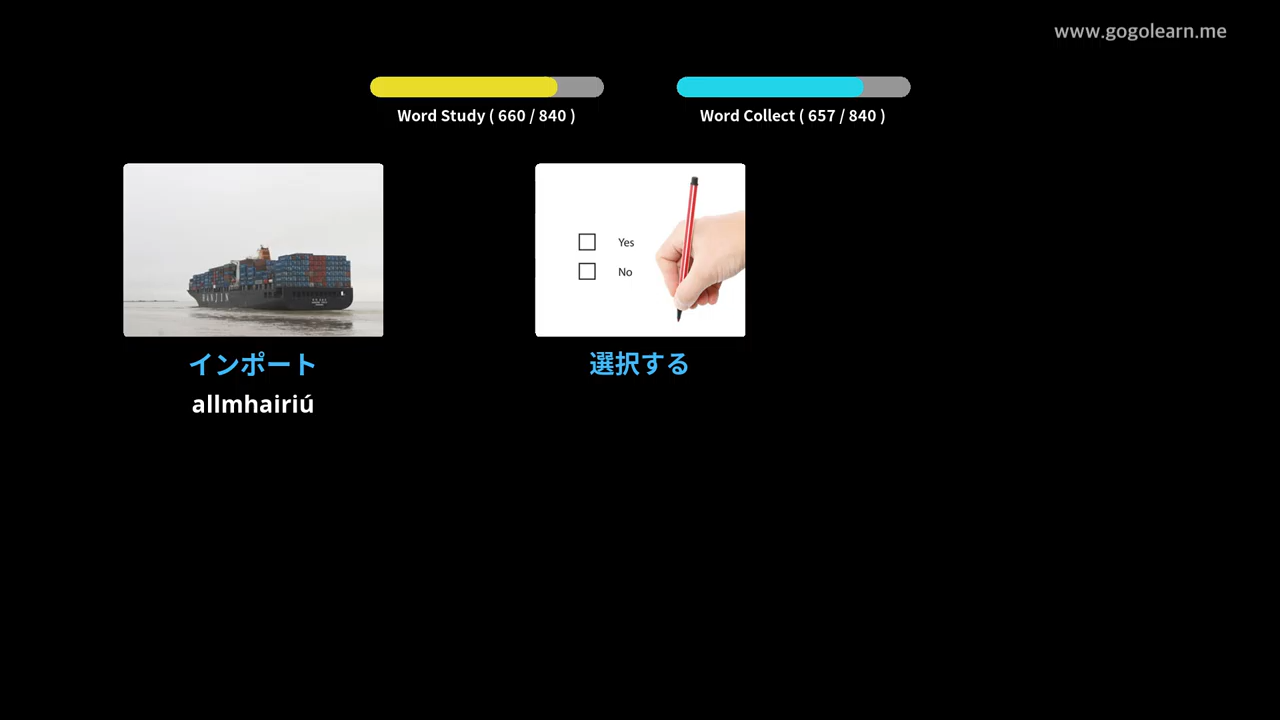 www.gogolearn.me
Word Study ( 660 / 840 )
Word Collect ( 657 / 840 )
Yes
No
HANJIN
インポート
選択する
allmhairiú